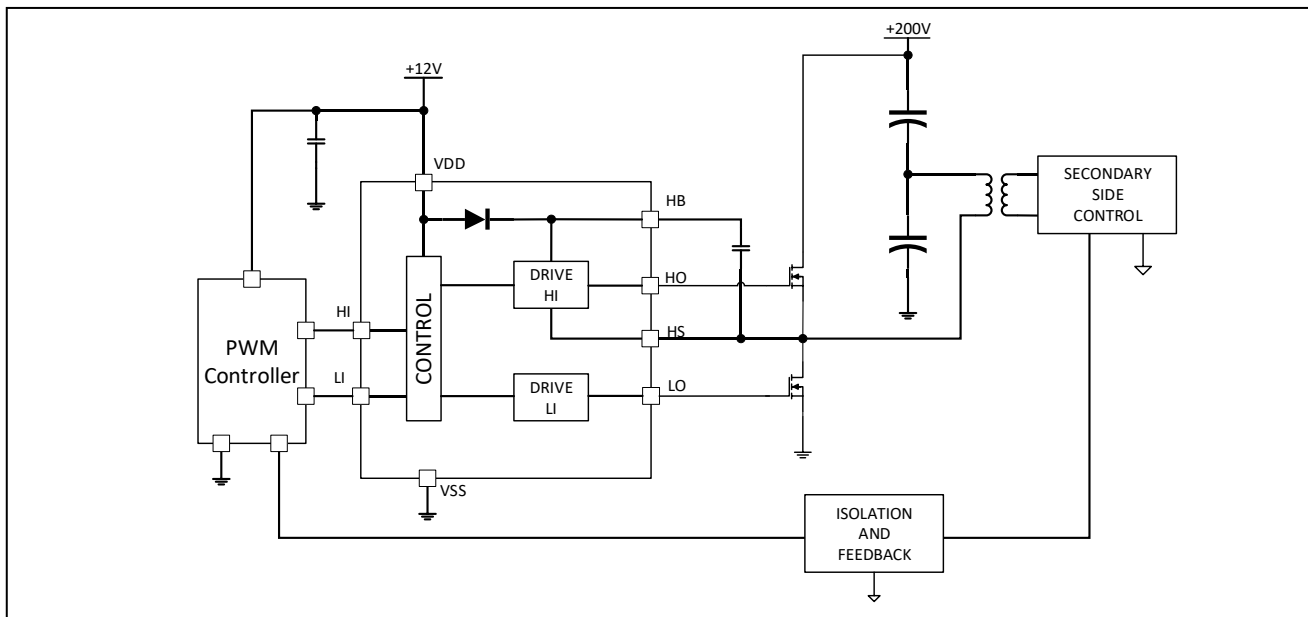 +200V
+12V
VDD
HB
SECONDARY
SIDE
CONTROL
DRIVE
HI
HO
HI
CONTROL
HS
PWM
Controller
LI
DRIVE
LI
LO
VSS
ISOLATION
AND
FEEDBACK